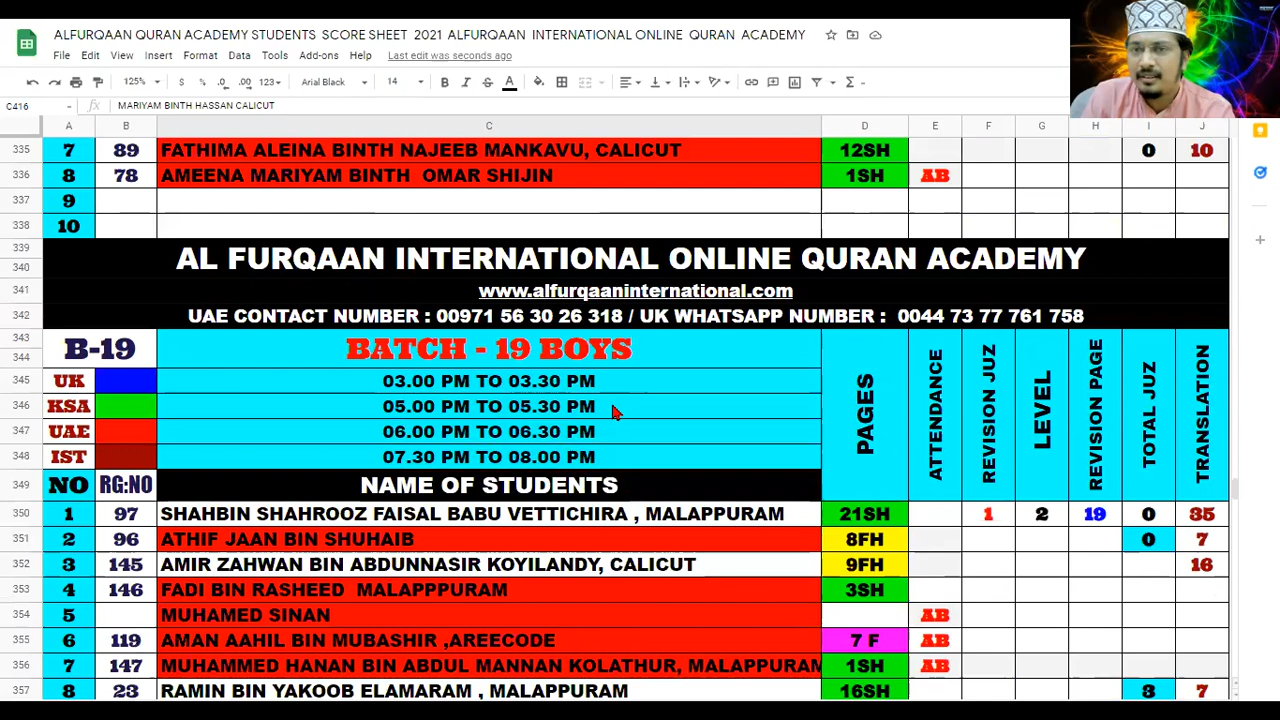 ALFURQAAN QURAN ACADEMY STUDENTS SCORE SHEET 2021 ALFURQAAN INTERNATIONAL ONLINE QURAN ACADEMY
File Edit View Insert Format Data Tools Add-ons Help Last edit was seconds ago
125% $ % .0 .00 123 Arial Black 14 B I S A
C416 fx MARIYAM BINTH HASSAN CALICUT
A B C D E F G H I J
335 7 89 FATHIMA ALEINA BINTH NAJEEB MANKAVU, CALICUT 12SH 0 10
336 8 78 AMEENA MARIYAM BINTH OMAR SHIJIN 1SH AB
337 9
338 10
339
340 AL FURQAAN INTERNATIONAL ONLINE QURAN ACADEMY
341 www.alfurqaaninternational.com
342 UAE CONTACT NUMBER : 00971 56 30 26 318 / UK WHATSAPP NUMBER : 0044 73 77 761 758
343
344 B-19 BATCH - 19 BOYS
PAGES ATTENDANCE REVISION JUZ LEVEL REVISION PAGE TOTAL JUZ TRANSLATION
345 UK 03.00 PM TO 03.30 PM
346 KSA 05.00 PM TO 05.30 PM
347 UAE 06.00 PM TO 06.30 PM
348 IST 07.30 PM TO 08.00 PM
349 NO RG:NO NAME OF STUDENTS
350 1 97 SHAHBIN SHAHROOZ FAISAL BABU VETTICHIRA , MALAPPURAM 21SH 1 2 19 0 35
351 2 96 ATHIF JAAN BIN SHUHAIB 8FH 0 7
352 3 145 AMIR ZAHWAN BIN ABDUNNASIR KOYILANDY, CALICUT 9FH 16
353 4 146 FADI BIN RASHEED MALAPPPURAM 3SH
354 5 MUHAMED SINAN AB
355 6 119 AMAN AAHIL BIN MUBASHIR ,AREECODE 7 F AB
356 7 147 MUHAMMED HANAN BIN ABDUL MANNAN KOLATHUR, MALAPPURAM 1SH AB
357 8 23 RAMIN BIN YAKOOB ELAMARAM , MALAPPURAM 16SH 3 7